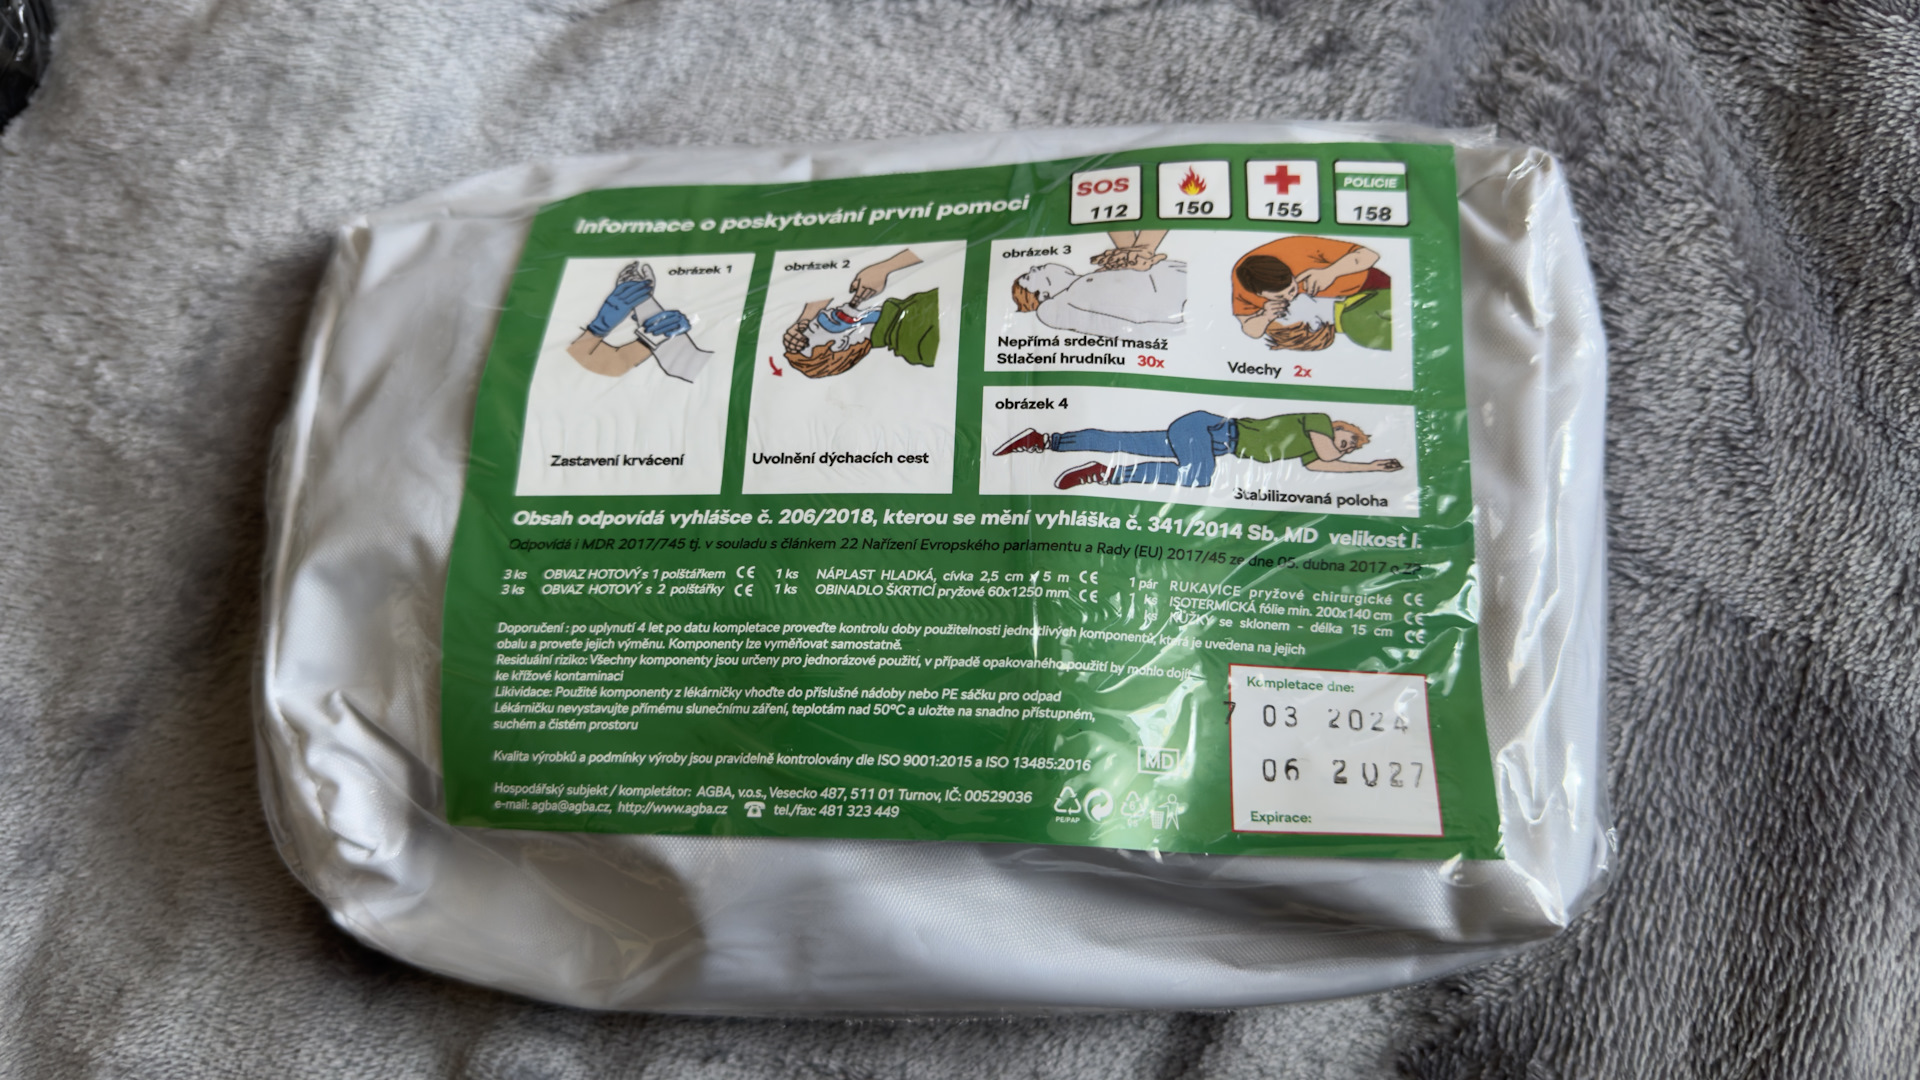 Informace o poskytování první pomoci
SOS
112
150
155
POLICIE
158
obrázek 1
Zastavení krvácení
obrázek 2
Uvolnění dýchacích cest
obrázek 3
Nepřímá srdeční masáž
Stlačení hrudníku 30x
Vdechy 2x
obrázek 4
Stabilizovaná poloha
Obsah odpovídá vyhlášce č. 206/2018, kterou se mění vyhláška č. 341/2014 Sb. MD velikost I.
Odpovídá i MDR 2017/745 tj. v souladu s článkem 22 Nařízení Evropského parlamentu a Rady (EU) 2017/45 ze dne 05. dubna 2017 o
3 ks OBVAZ HOTOVÝ s 1 polštářkem CE
3 ks OBVAZ HOTOVÝ s 2 polštářky CE
1 ks NÁPLAST HLADKÁ, cívka 2,5 cm x 5 m CE
1 ks OBINADLO ŠKRTICÍ pryžové 60x1250 mm CE
1 pár RUKAVICE pryžové chirurgické CE
1 ks ISOTERMICKÁ fólie min. 200x140 cm CE
ks NŮŽKY se sklonem - délka 15 cm CE
Doporučení : po uplynutí 4 let po datu kompletace proveďte kontrolu doby použitelnosti jednotlivých komponentů, která je uvedena na jejich
obalu a proveťe jejich výměnu. Komponenty lze vyměňovat samostatně.
Residuální riziko: Všechny komponenty jsou určeny pro jednorázové použití, v případě opakovaného použití by mohlo dojít
ke křížové kontaminaci
Likvidace: Použité komponenty z lékárničky vhoďte do příslušné nádoby nebo PE sáčku pro odpad
Lékárničku nevystavujte přímému slunečnímu záření, teplotám nad 50°C a uložte na snadno přístupném,
suchém a čistém prostoru
Kvalita výrobků a podmínky výroby jsou pravidelně kontrolovány dle ISO 9001:2015 a ISO 13485:2016
MD
Hospodářský subjekt / kompletátor: AGBA, v.o.s., Vesecko 487, 511 01 Turnov, IČ: 00529036
e-mail: agba@agba.cz, http://www.agba.cz tel./fax: 481 323 449
PE/PAP
Kompletace dne:
7 03 2024
06 2027
Expirace: